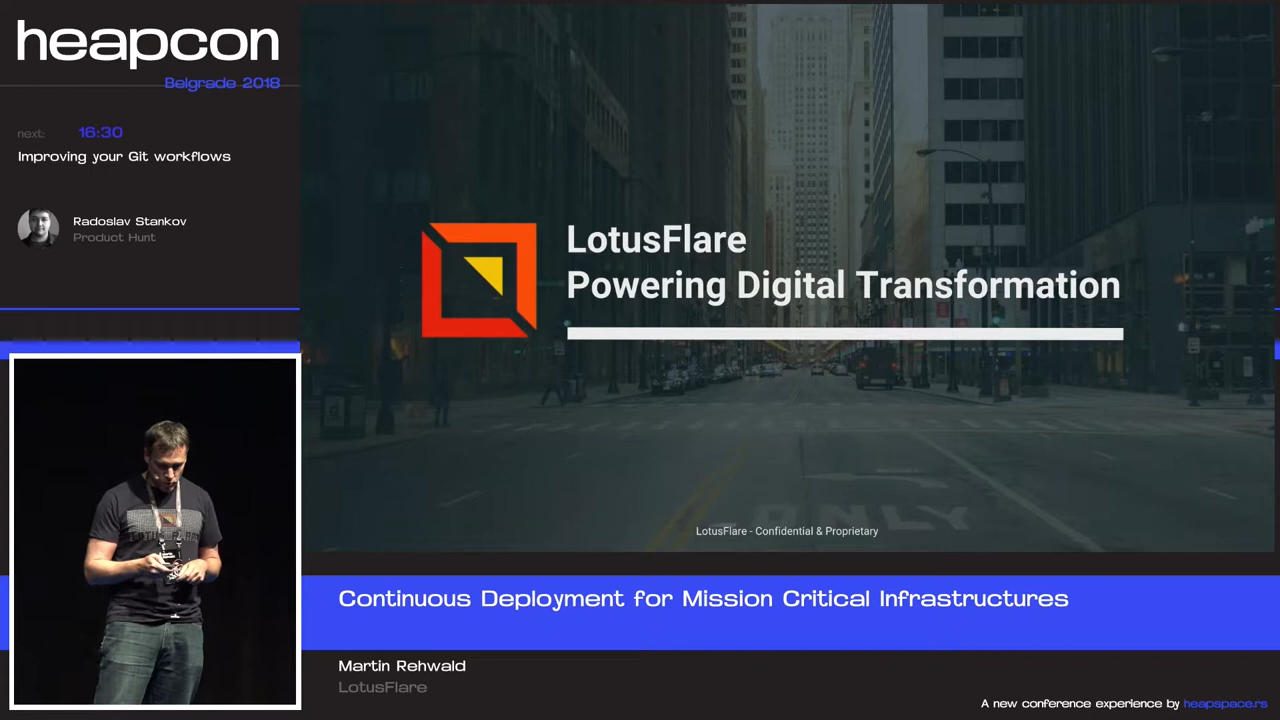 heapcon
Belgrade 2018
next: 16:30
Improving your Git workflows
Radoslav Stankov
Product Hunt
LotusFlare
Powering Digital Transformation
ONLY
LotusFlare - Confidential & Proprietary
Continuous Deployment for Mission Critical Infrastructures
Martin Rehwald
LotusFlare
A new conference experience by heapspace.rs